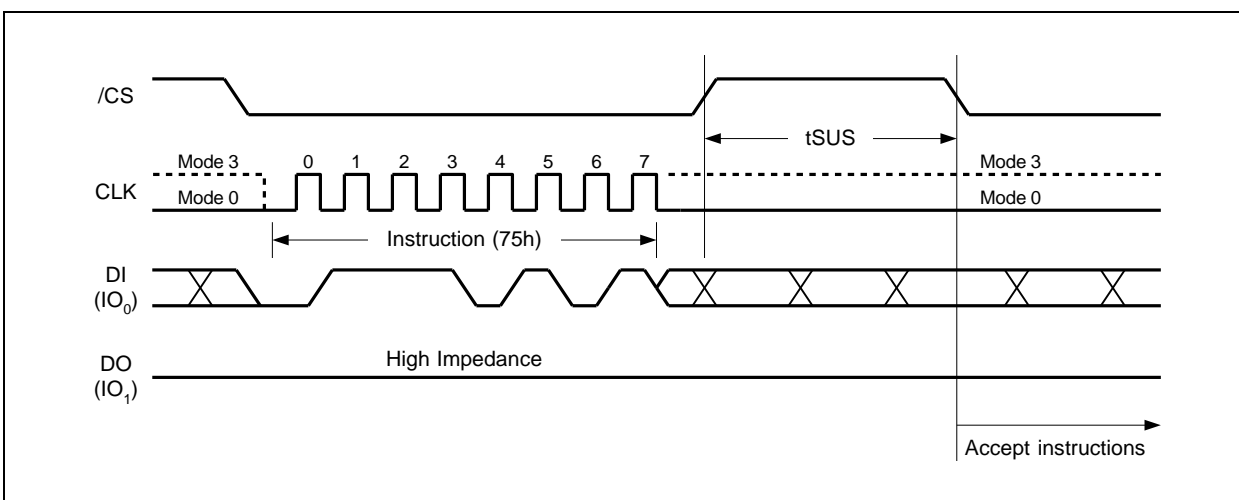 /CS
tSUS
Mode 3 0 1 2 3 4 5 6 7 Mode 3
CLK
Mode 0 Mode 0
Instruction (75h)
DI
(IO0)
High Impedance
DO
(IO1)
Accept instructions